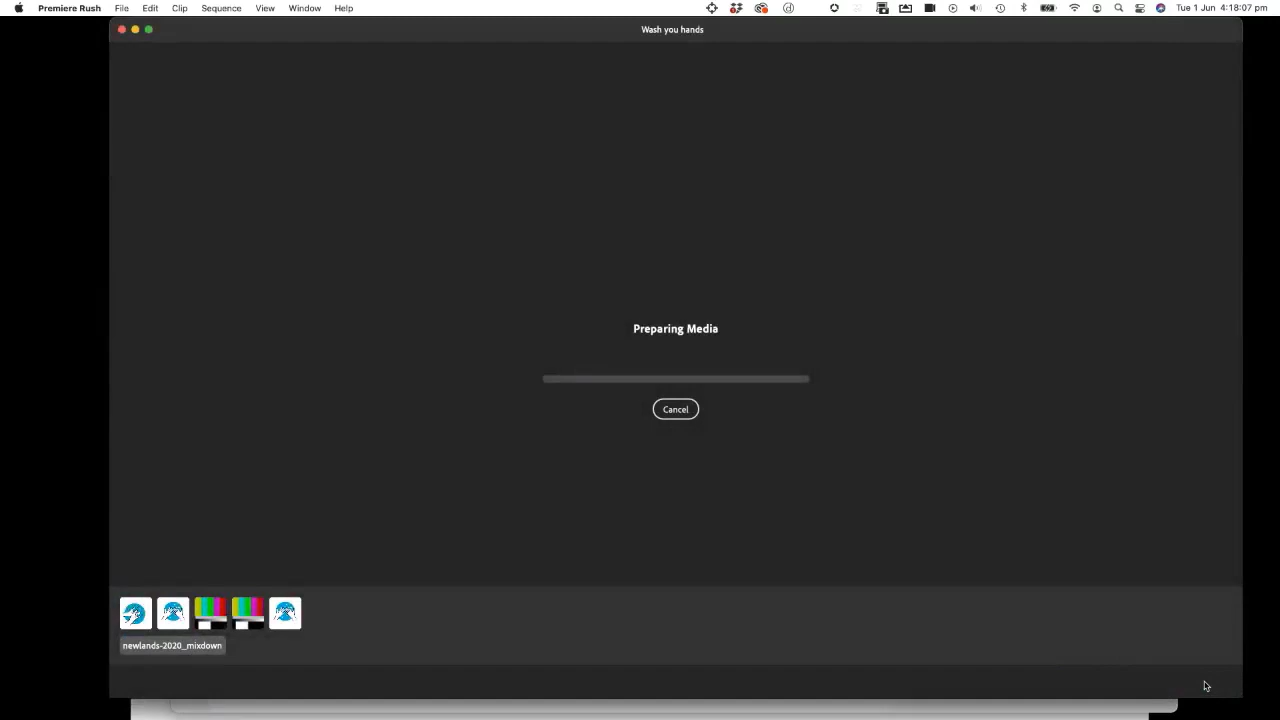 Premiere Rush File Edit Clip Sequence View Window Help Tue 1 Jun 4:18:07 pm
Wash you hands
Preparing Media
Cancel
newlands-2020_mixdown